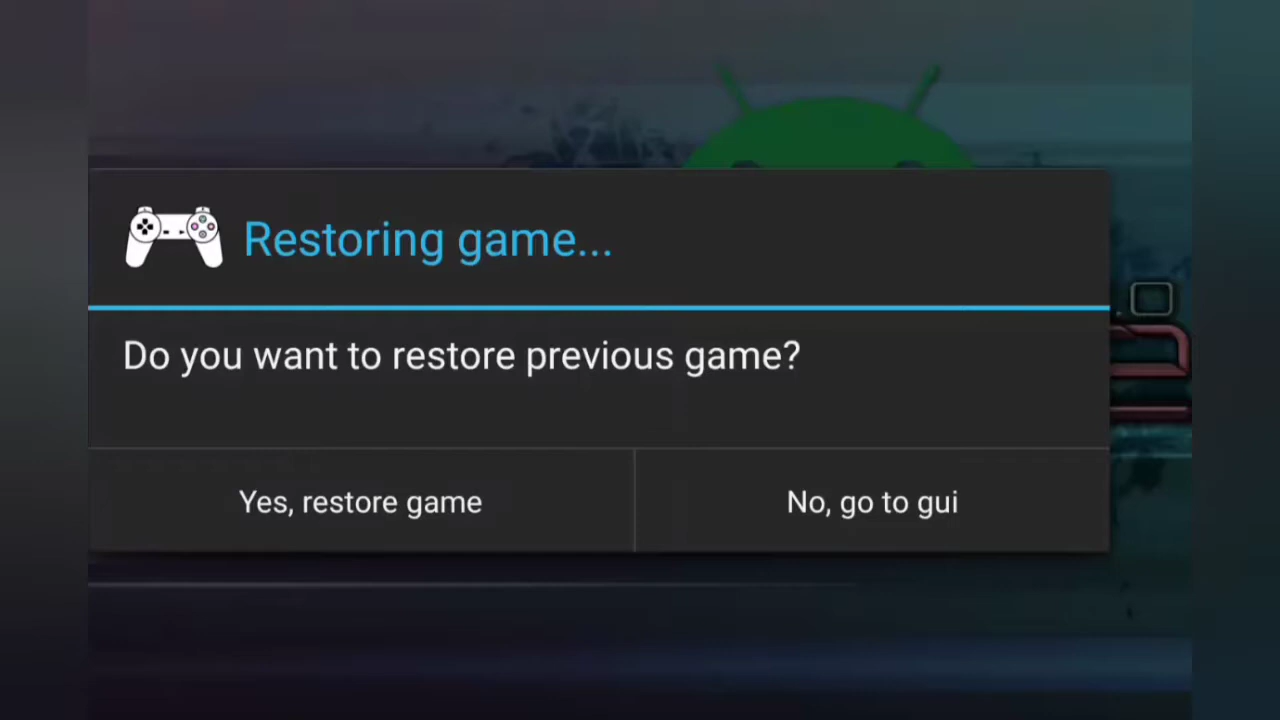 Restoring game...
Do you want to restore previous game?
Yes, restore game
No, go to gui